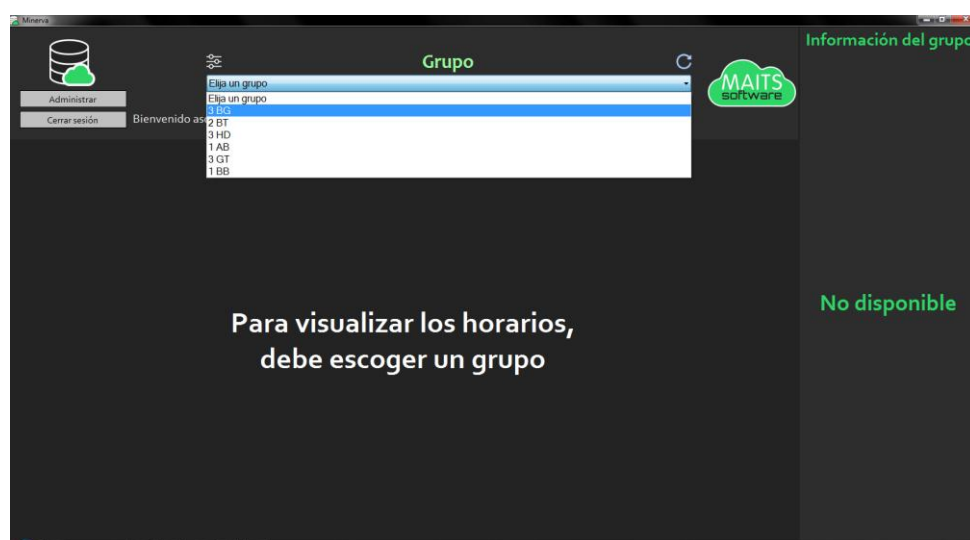 Minerva
Administrar
Cerrar sesión
Bienvenido
Grupo
Elija un grupo
Elija un grupo
3 BG
2 BT
3 HD
1 AB
3 GT
1 BB
MAITS
software
Información del grupo
No disponible
Para visualizar los horarios,
debe escoger un grupo